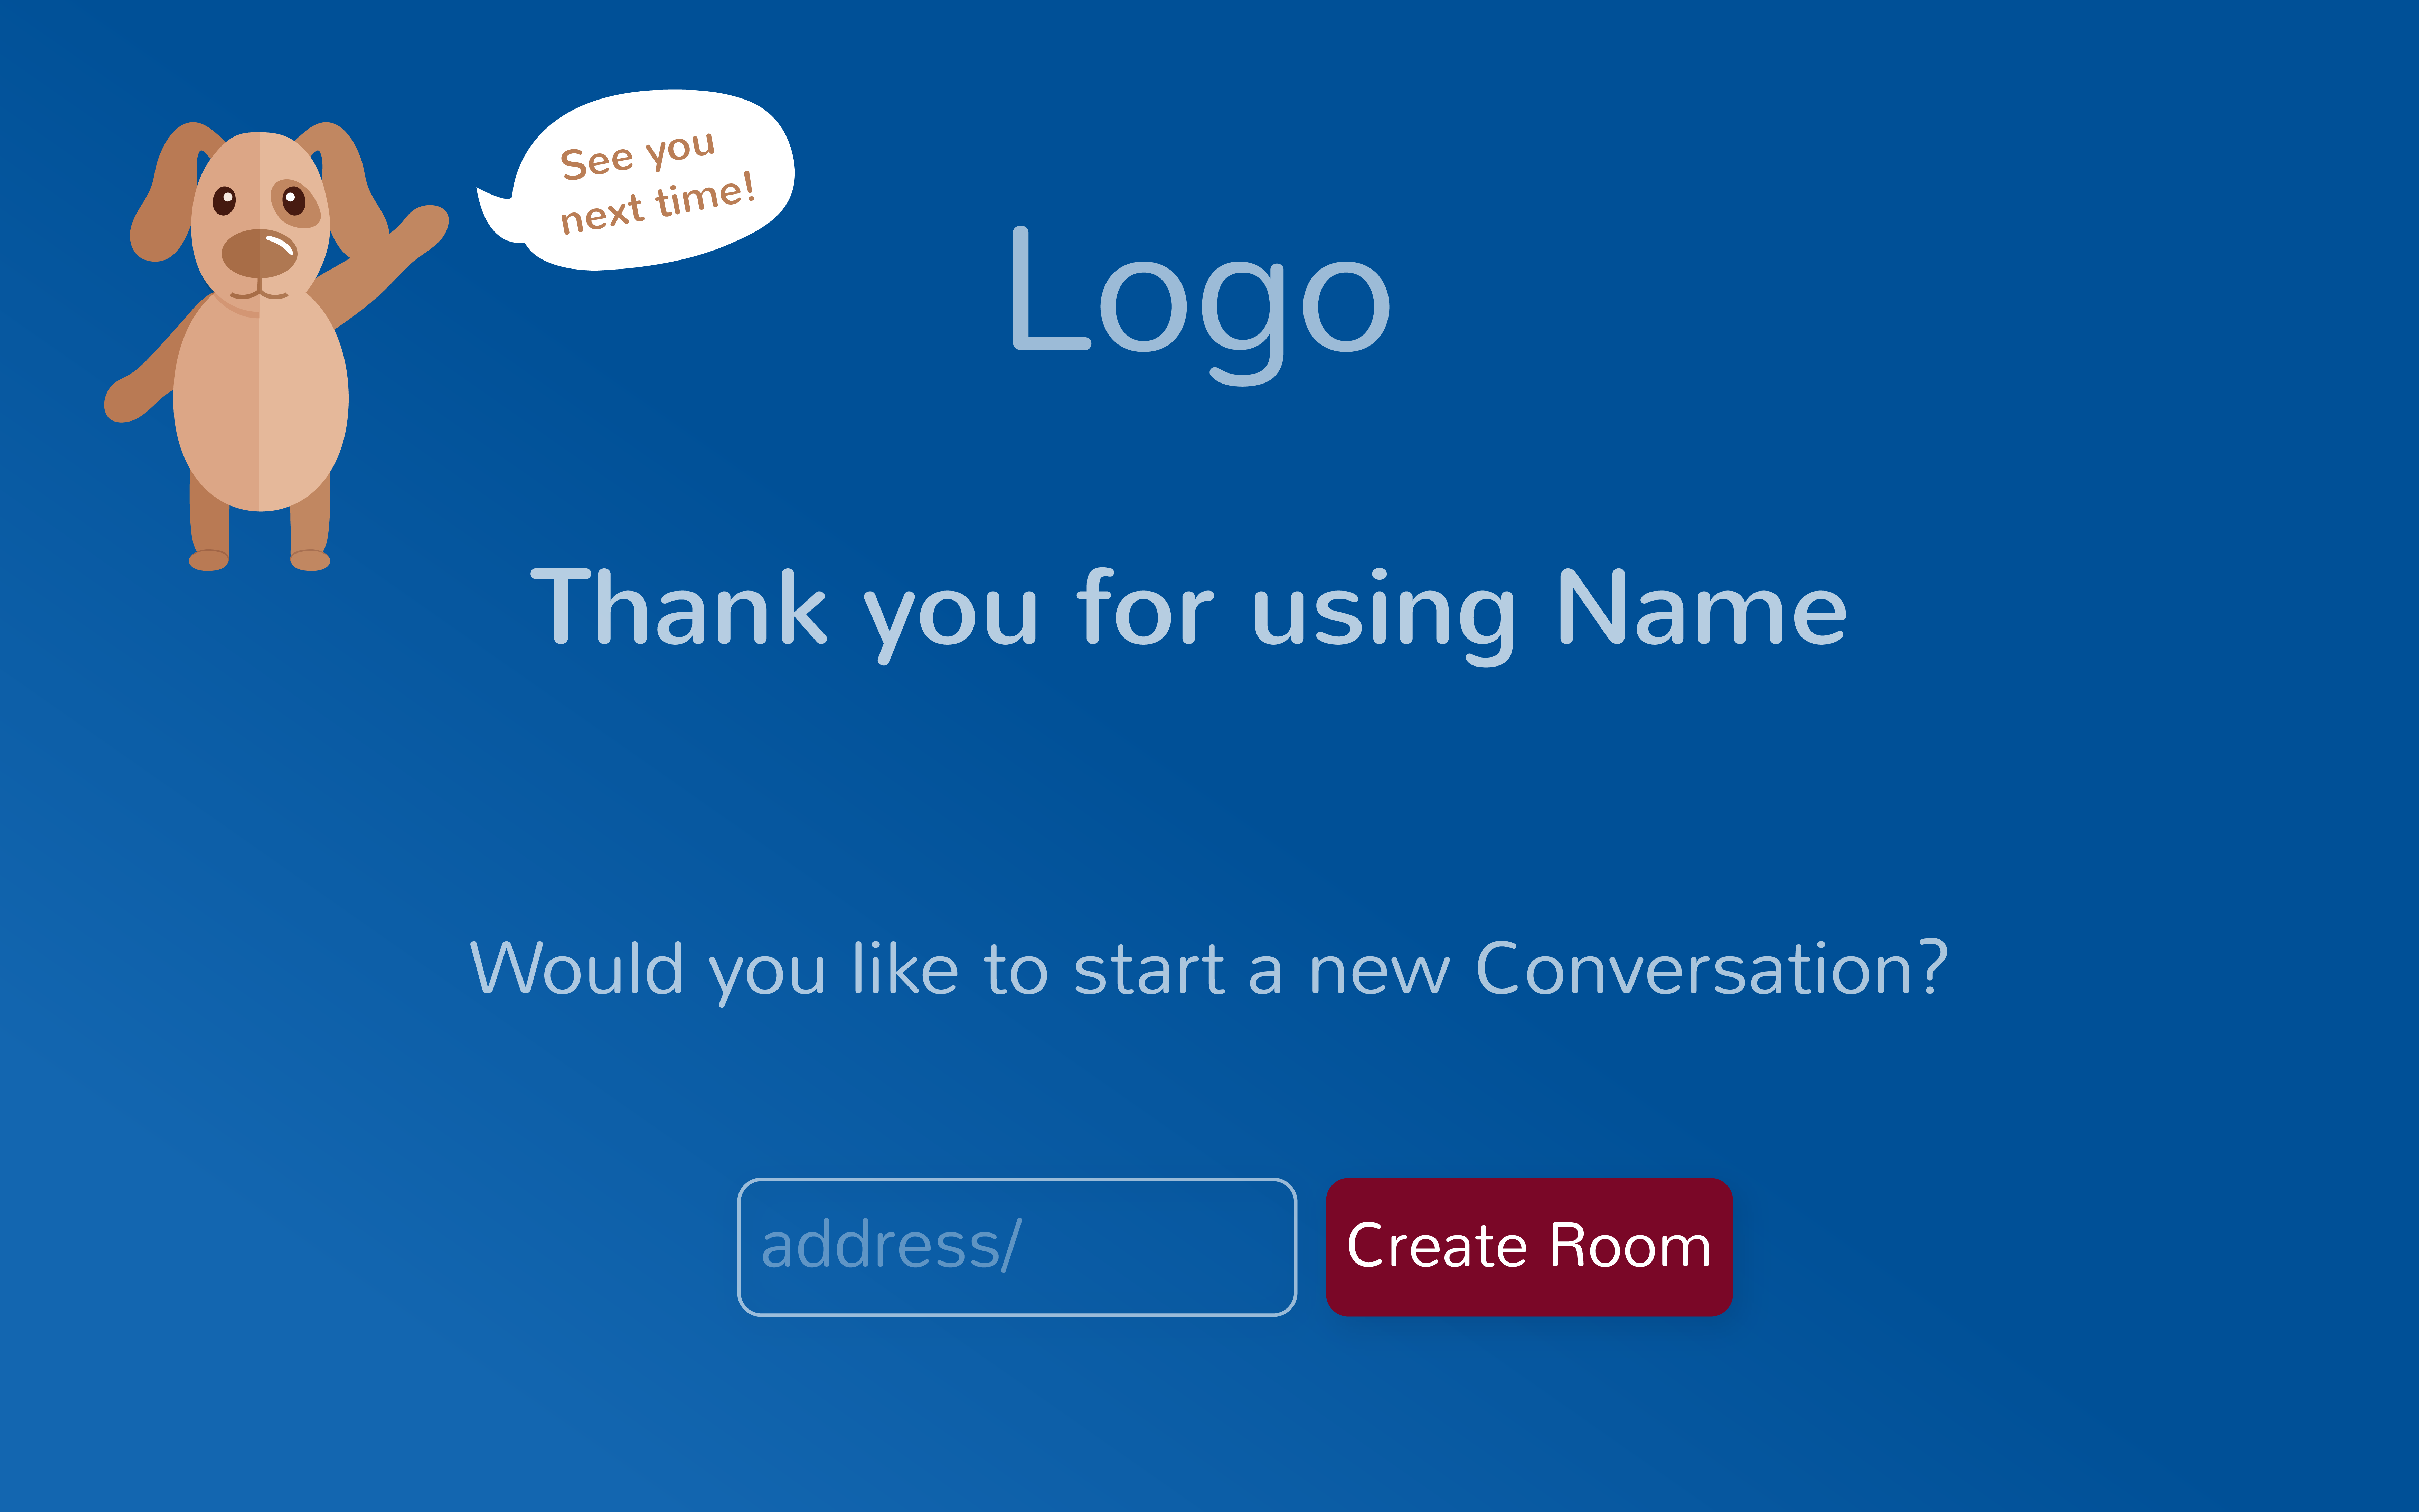 See you
next time!
Logo
Thank you for using Name
Would you like to start a new Conversation?
address/
Create Room